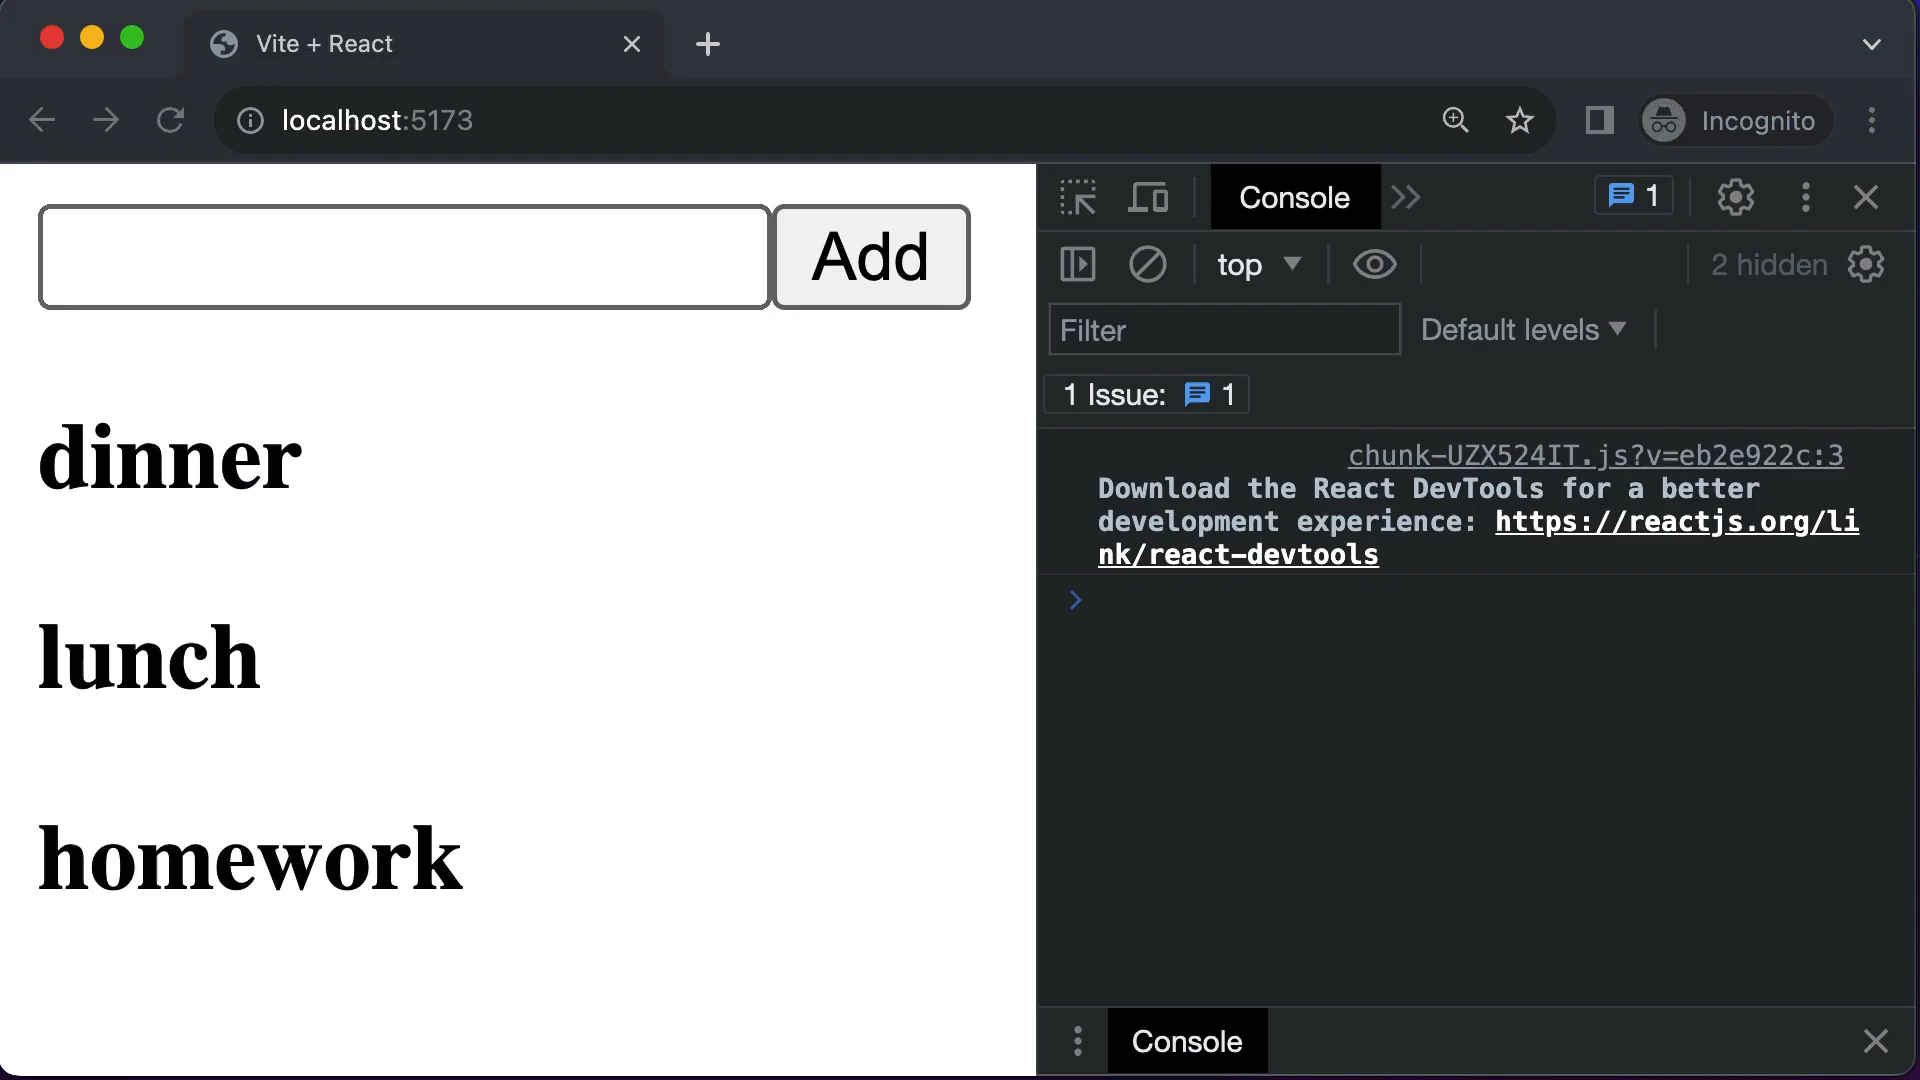 Vite + React
localhost:5173
Incognito
Add
dinner
lunch
homework
Console
1
top
2 hidden
Filter
Default levels
1 Issue: 1
chunk-UZX524IT.js?v=eb2e922c:3
Download the React DevTools for a better
development experience: https://reactjs.org/li
nk/react-devtools
Console